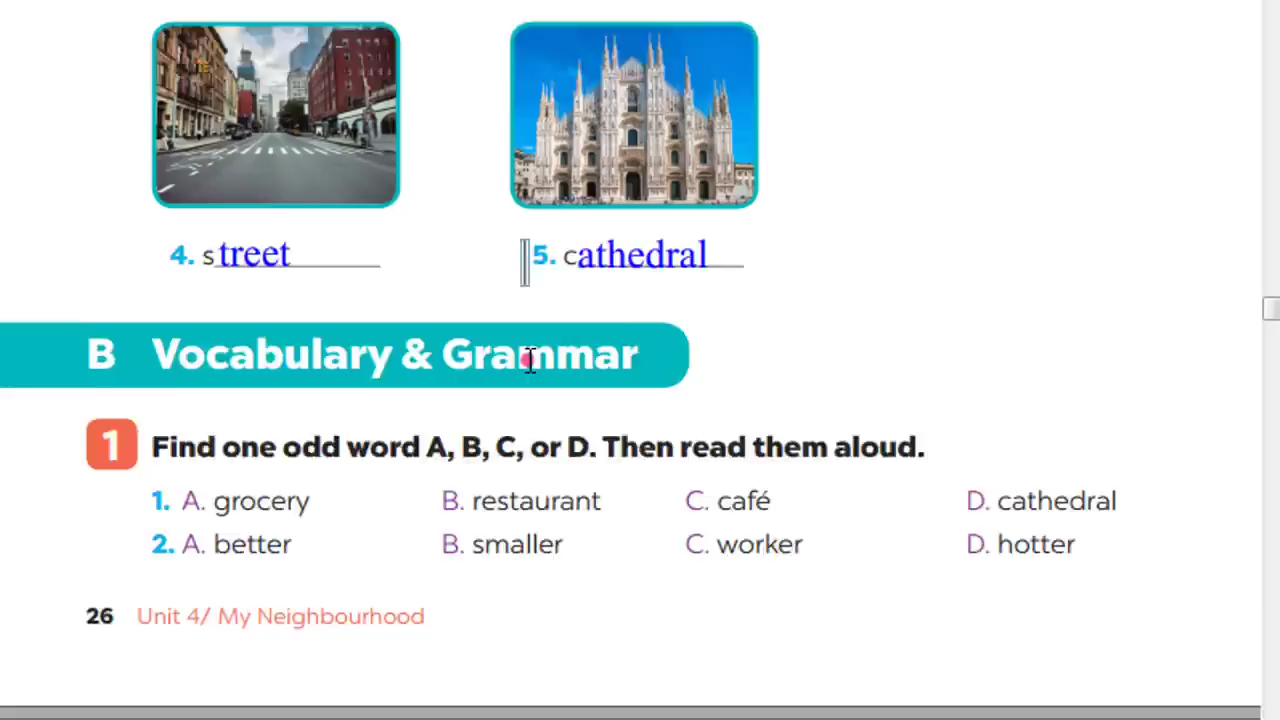 4. street
5. cathedral
B Vocabulary & Grammar
1 Find one odd word A, B, C, or D. Then read them aloud.
1. A. grocery B. restaurant C. café D. cathedral
2. A. better B. smaller C. worker D. hotter
26 Unit 4/ My Neighbourhood